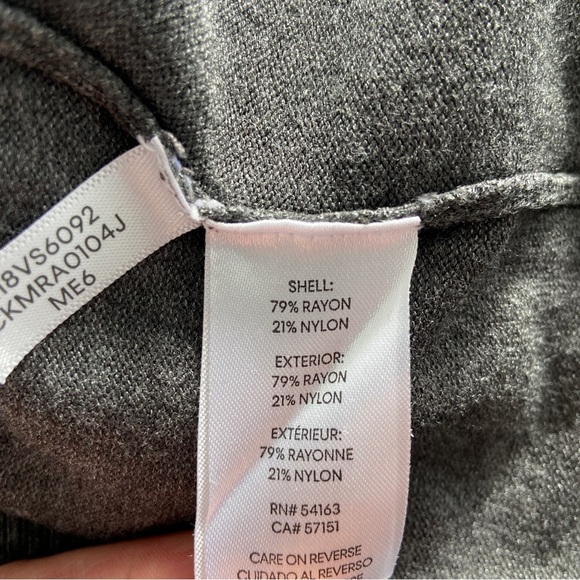 18VS6092
CKMRA0104J
ME6
SHELL:
79% RAYON
21% NYLON
EXTERIOR:
79% RAYON
21% NYLON
EXTÉRIEUR:
79% RAYONNE
21% NYLON
RN# 54163
CA# 57151
CARE ON REVERSE
CUIDADO AL REVERSO